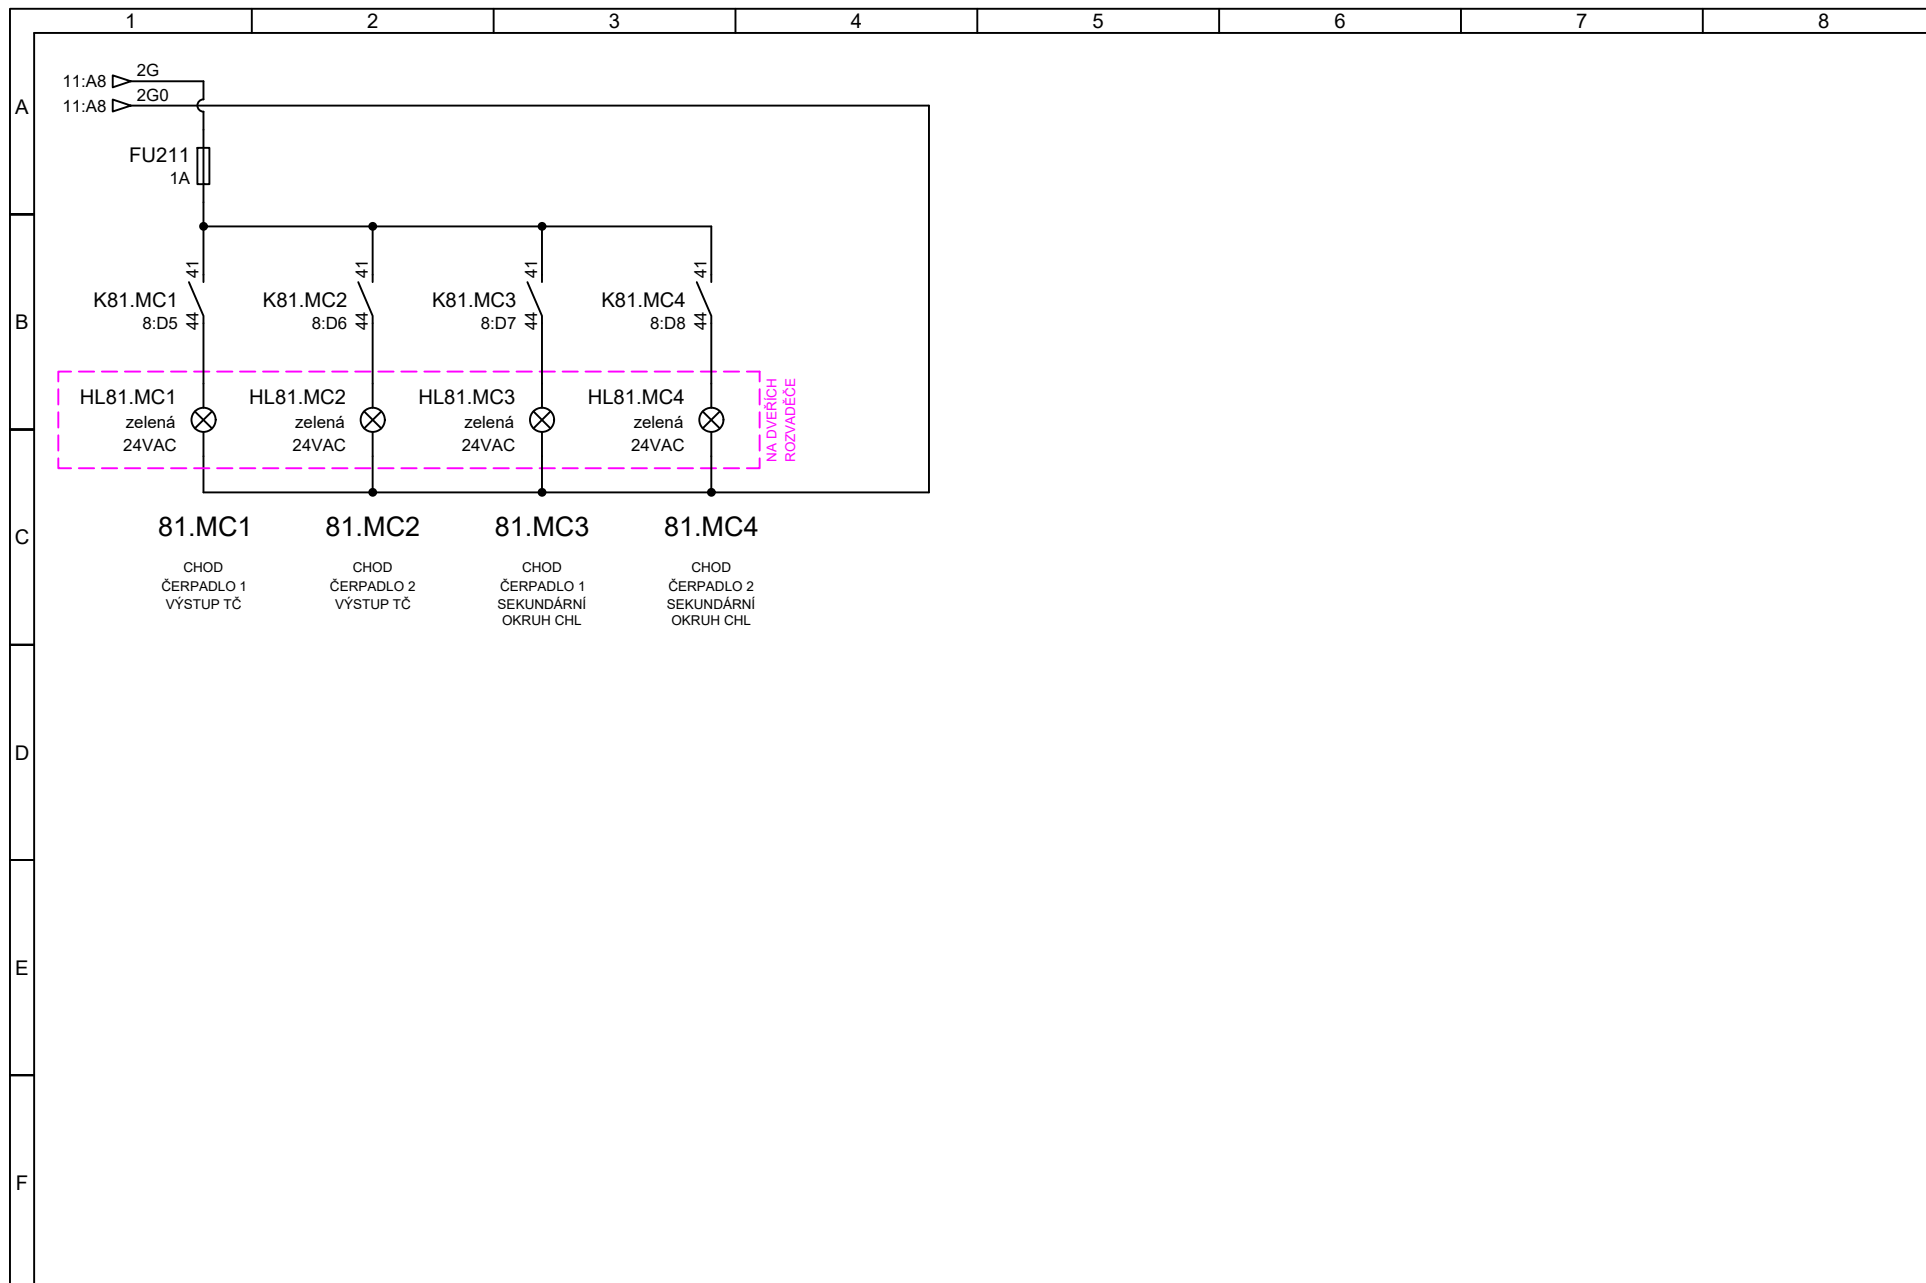 1 2 3 4 5 6 7 8
A
B
C
D
E
F
11:A8 2G
11:A8 2G0
FU211
1A
41 41 41 41
K81.MC1 K81.MC2 K81.MC3 K81.MC4
8:D5 44 8:D6 44 8:D7 44 8:D8 44
HL81.MC1 HL81.MC2 HL81.MC3 HL81.MC4
zelená zelená zelená zelená
24VAC 24VAC 24VAC 24VAC
NA DVEŘÍCH
ROZVADĚČE
81.MC1 81.MC2 81.MC3 81.MC4
CHOD
ČERPADLO 1
VÝSTUP TČ
CHOD
ČERPADLO 2
VÝSTUP TČ
CHOD
ČERPADLO 1
SEKUNDÁRNÍ
OKRUH CHL
CHOD
ČERPADLO 2
SEKUNDÁRNÍ
OKRUH CHL